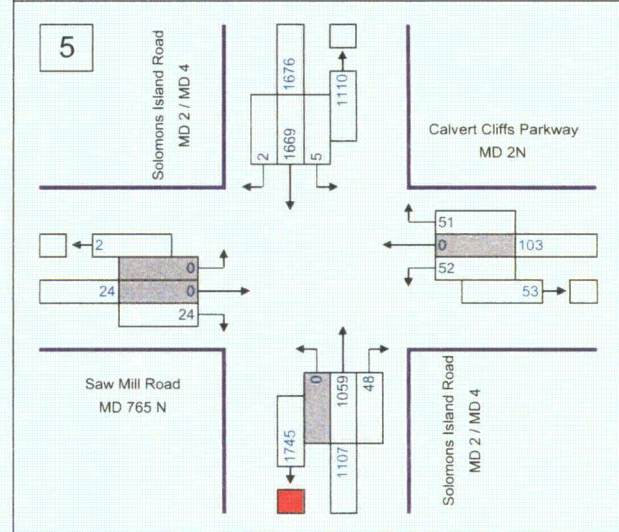 5
Solomons Island Road
MD 2 / MD 4
1676
1110
2
1669
5
Calvert Cliffs Parkway
MD 2N
2
0
24
0
24
51
0
103
52
53
Saw Mill Road
MD 765 N
0
1059
48
1745
1107
Solomons Island Road
MD 2 / MD 4